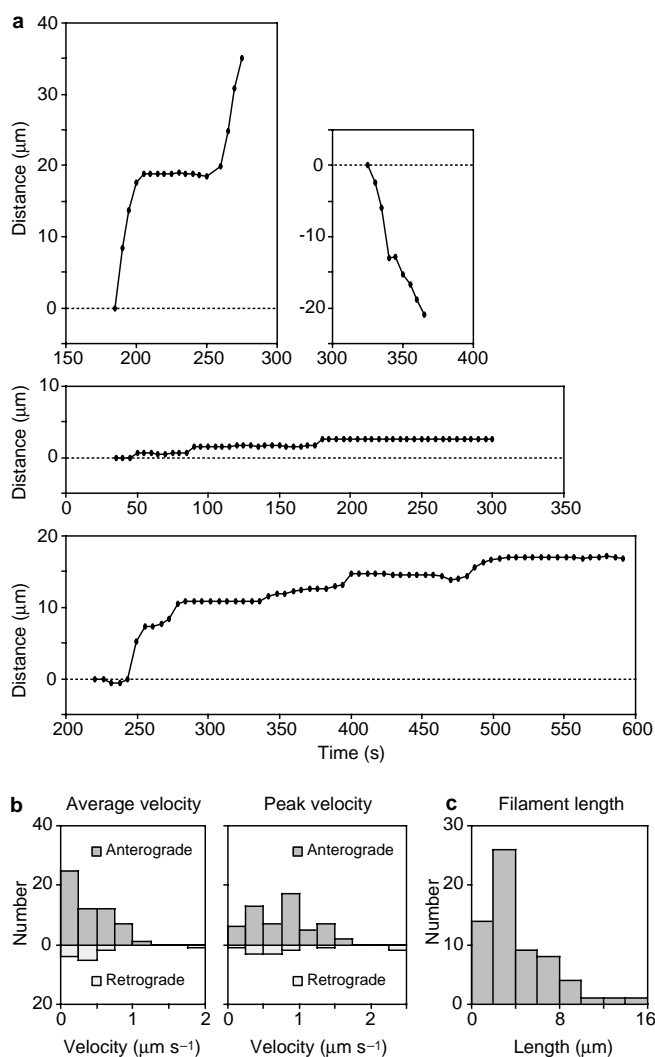 a
40
30
20
10
0
Distance (μm)
150 200 250 300
0
-10
-20
300 350 400
10
0
Distance (μm)
0 50 100 150 200 250 300 350
20
10
0
Distance (μm)
200 250 300 350 400 450 500 550 600
Time (s)
b Average velocity Peak velocity
40
20
0
20
Number
Anterograde
Retrograde
0 1 2
Velocity (μm s⁻¹)
Anterograde
Retrograde
0 1 2
Velocity (μm s⁻¹)
c Filament length
30
20
10
0
Number
0 8 16
Length (μm)